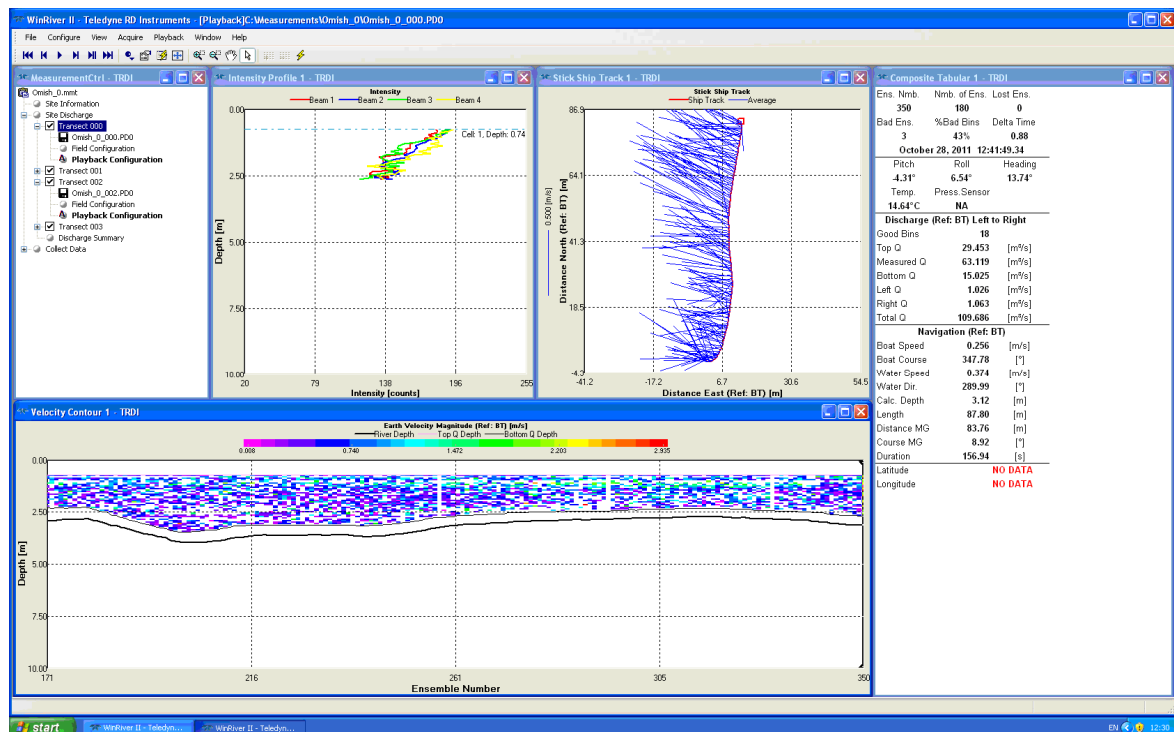 WinRiver II - Teledyne RD Instruments - [Playback]C:\Measurements\Omish_0\Omish_0_000.PD0
File Configure View Acquire Playback Window Help
MeasurementCtrl - TRDI
Omish_0.mmt
Site Information
Site Discharge
Transect 000
Omish_0_000.PD0
Field Configuration
Playback Configuration
Transect 001
Transect 002
Omish_0_002.PD0
Field Configuration
Playback Configuration
Transect 003
Discharge Summary
Collect Data
Intensity Profile 1 - TRDI
Intensity
Beam 1 Beam 2 Beam 3 Beam 4
Cell: 1, Depth: 0.74
Depth [m]
0.00
2.50
5.00
7.50
10.00
20 79 138 196 255
Intensity [counts]
Stick Ship Track 1 - TRDI
Stick Ship Track
Ship Track Average
0.500 [m/s]
Distance North (Ref: BT) [m]
86.9
64.1
41.3
18.5
-4.3
-41.2 -17.2 6.7 30.6 54.5
Distance East (Ref: BT) [m]
Composite Tabular 1 - TRDI
Ens. Nmb. Nmb. of Ens. Lost Ens.
350 180 0
Bad Ens. %Bad Bins Delta Time
3 43% 0.88
October 28, 2011 12:41:49.34
Pitch Roll Heading
-4.31° 6.54° 13.74°
Temp. Press.Sensor
14.64°C NA
Discharge (Ref: BT) Left to Right
Good Bins 18
Top Q 29.453 [m³/s]
Measured Q 63.119 [m³/s]
Bottom Q 15.025 [m³/s]
Left Q 1.026 [m³/s]
Right Q 1.063 [m³/s]
Total Q 109.686 [m³/s]
Navigation (Ref: BT)
Boat Speed 0.256 [m/s]
Boat Course 347.78 [°]
Water Speed 0.374 [m/s]
Water Dir. 289.99 [°]
Calc. Depth 3.12 [m]
Length 87.80 [m]
Distance MG 83.76 [m]
Course MG 8.92 [°]
Duration 156.94 [s]
Latitude NO DATA
Longitude NO DATA
Velocity Contour 1 - TRDI
Earth Velocity Magnitude (Ref: BT) [m/s]
River Depth Top Q Depth Bottom Q Depth
0.008 0.740 1.472 2.203 2.935
Depth [m]
0.00
2.50
5.00
7.50
10.00
171 216 261 305 350
Ensemble Number
start
WinRiver II - Teledyn...
WinRiver II - Teledyn...
EN 12:30